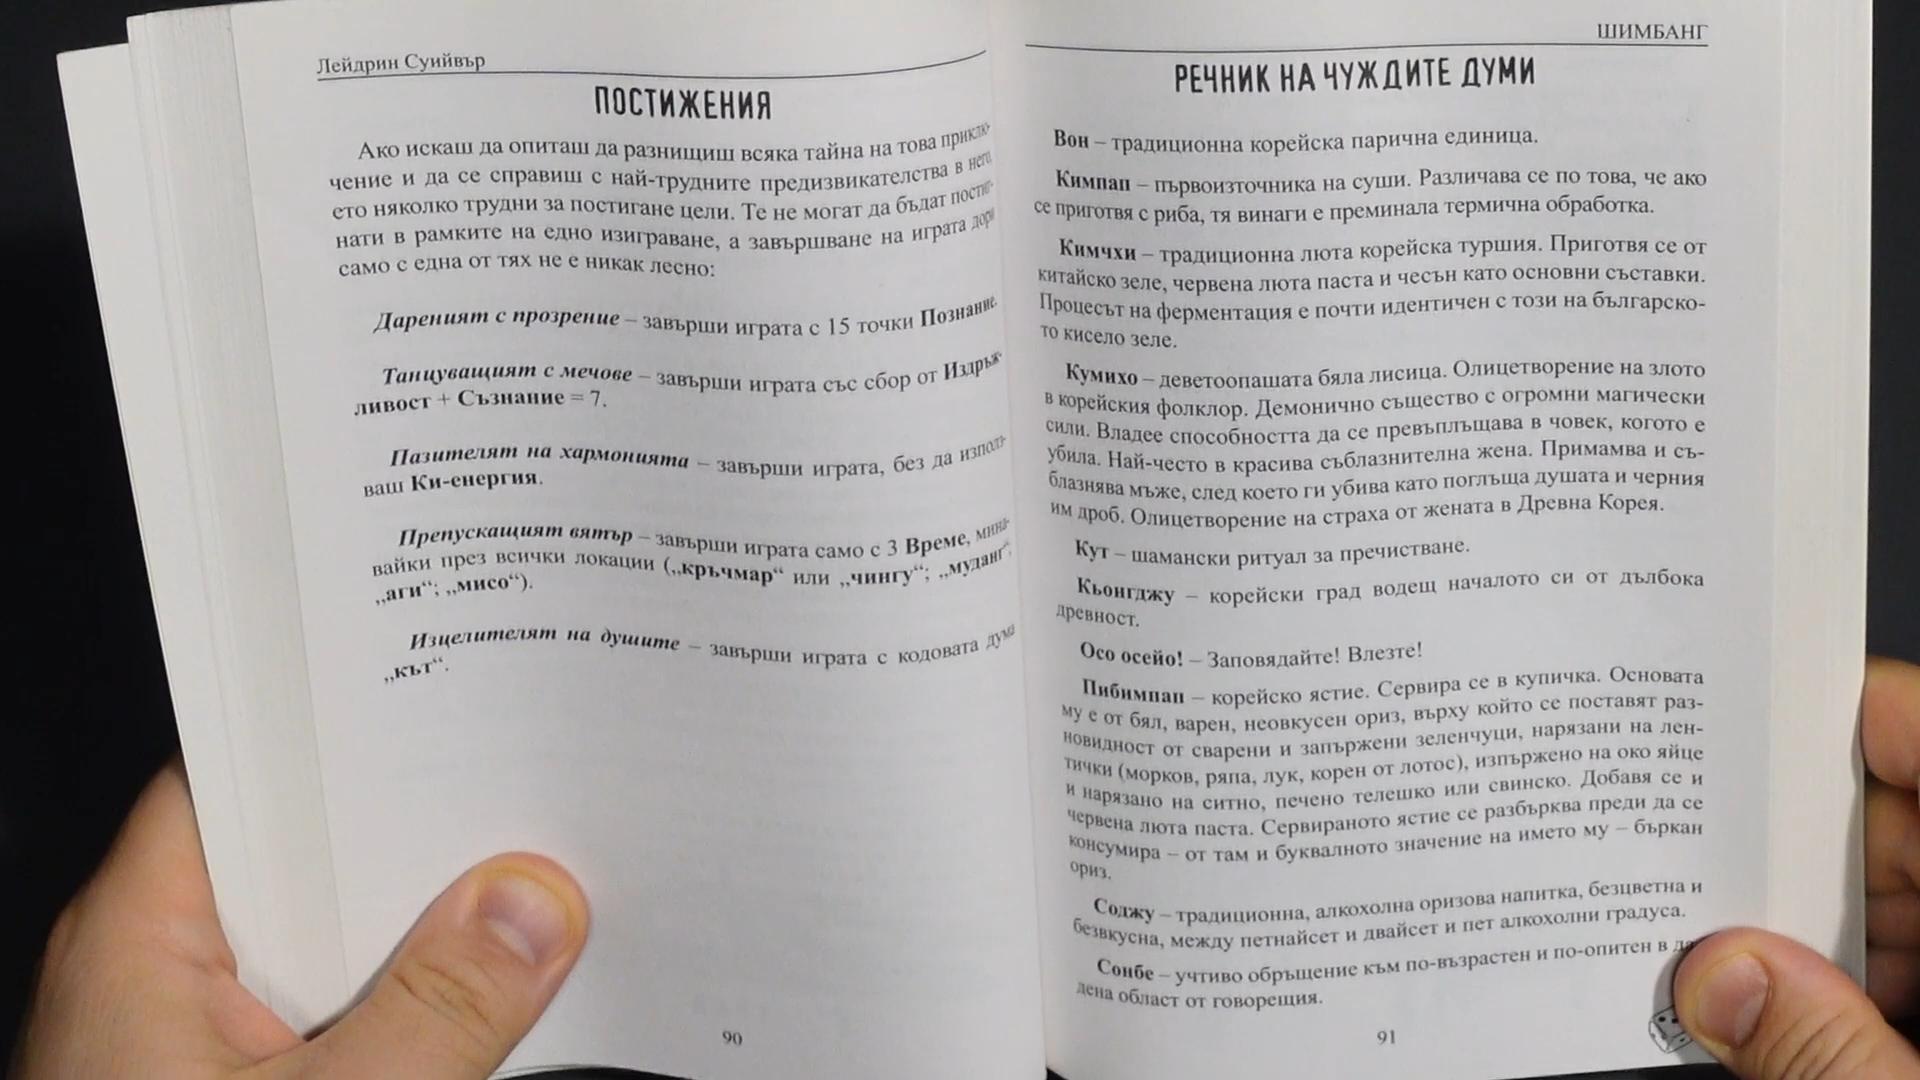 Лейдрин Суийвър
ПОСТИЖЕНИЯ
Ако искаш да опиташ да разнищиш всяка тайна на това приклю-
чение и да се справиш с най-трудните предизвикателства в него,
ето няколко трудни за постигане цели. Те не могат да бъдат постиг-
нати в рамките на едно изиграване, а завършване на играта дори
само с една от тях не е никак лесно:
Дареният с прозрение – завърши играта с 15 точки Познание.
Танцуващият с мечове – завърши играта със сбор от Издръж-
ливост + Съзнание = 7.
Пазителят на хармонията – завърши играта, без да използ-
ваш Ки-енергия.
Препускащият вятър – завърши играта само с 3 Време, мина-
вайки през всички локации („кръчмар“ или „чингу“; „муданг“;
„аги“; „мисо“).
Изцелителят на душите – завърши играта с кодовата дума
„кът“.
90
ШИМБАНГ
РЕЧНИК НА ЧУЖДИТЕ ДУМИ
Вон – традиционна корейска парична единица.
Кимпап – първоизточника на суши. Различава се по това, че ако
се приготвя с риба, тя винаги е преминала термична обработка.
Кимчхи – традиционна люта корейска туршия. Приготвя се от
китайско зеле, червена люта паста и чесън като основни съставки.
Процесът на ферментация е почти идентичен с този на българско-
то кисело зеле.
Кумихо – деветоопашата бяла лисица. Олицетворение на злото
в корейския фолклор. Демонично същество с огромни магически
сили. Владее способността да се превъплъщава в човек, когото е
убила. Най-често в красива съблазнителна жена. Примамва и съ-
блазнява мъже, след което ги убива като поглъща душата и черния
им дроб. Олицетворение на страха от жената в Древна Корея.
Кут – шамански ритуал за пречистване.
Кьонгджу – корейски град водещ началото си от дълбока
древност.
Осо осейо! – Заповядайте! Влезте!
Пибимпап – корейско ястие. Сервира се в купичка. Основата
му е от бял, варен, неовкусен ориз, върху който се поставят раз-
новидност от сварени и запържени зеленчуци, нарязани на лен-
тички (морков, ряпа, лук, корен от лотос), изпържено на око яйце
и нарязано на ситно, печено телешко или свинско. Добавя се и
червена люта паста. Сервираното ястие се разбърква преди да се
консумира – от там и буквалното значение на името му – бъркан
ориз.
Соджу – традиционна, алкохолна оризова напитка, безцветна и
безвкусна, между петнайсет и двайсет и пет алкохолни градуса.
Сонбе – учтиво обръщение към по-възрастен и по-опитен в да
дена област от говорещия.
91